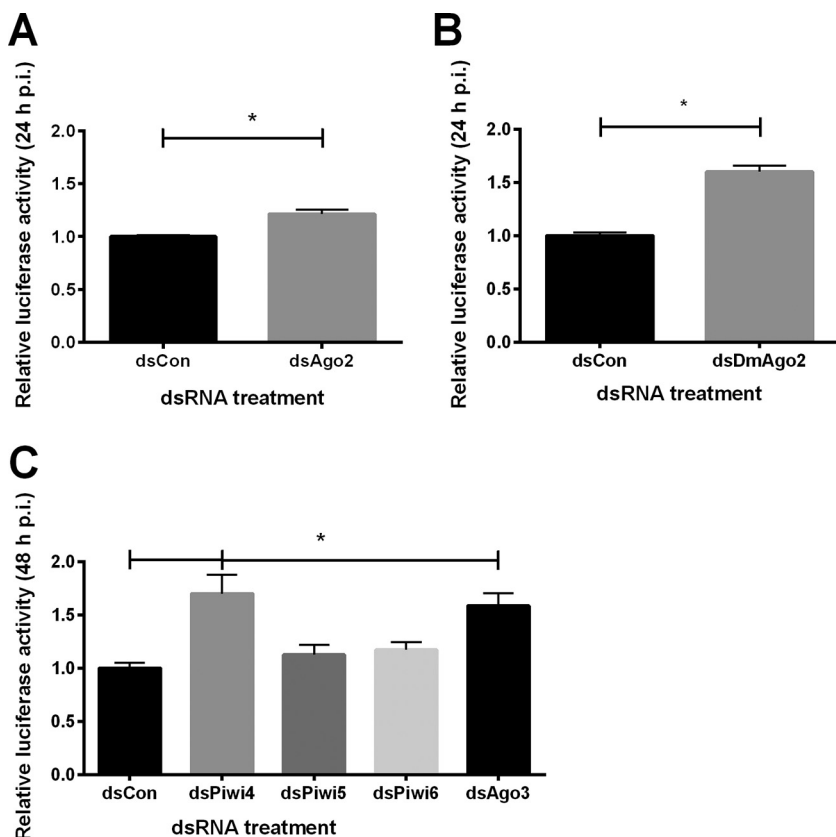 A
Relative luciferase activity (24 h p.i.)
*
2.0
1.5
1.0
0.5
0.0
dsCon dsAgo2
dsRNA treatment
B
Relative luciferase activity (24 h p.i.)
*
2.0
1.5
1.0
0.5
0.0
dsCon dsDmAgo2
dsRNA treatment
C
Relative luciferase activity (48 h p.i.)
*
2.0
1.5
1.0
0.5
0.0
dsCon dsPiwi4 dsPiwi5 dsPiwi6 dsAgo3
dsRNA treatment